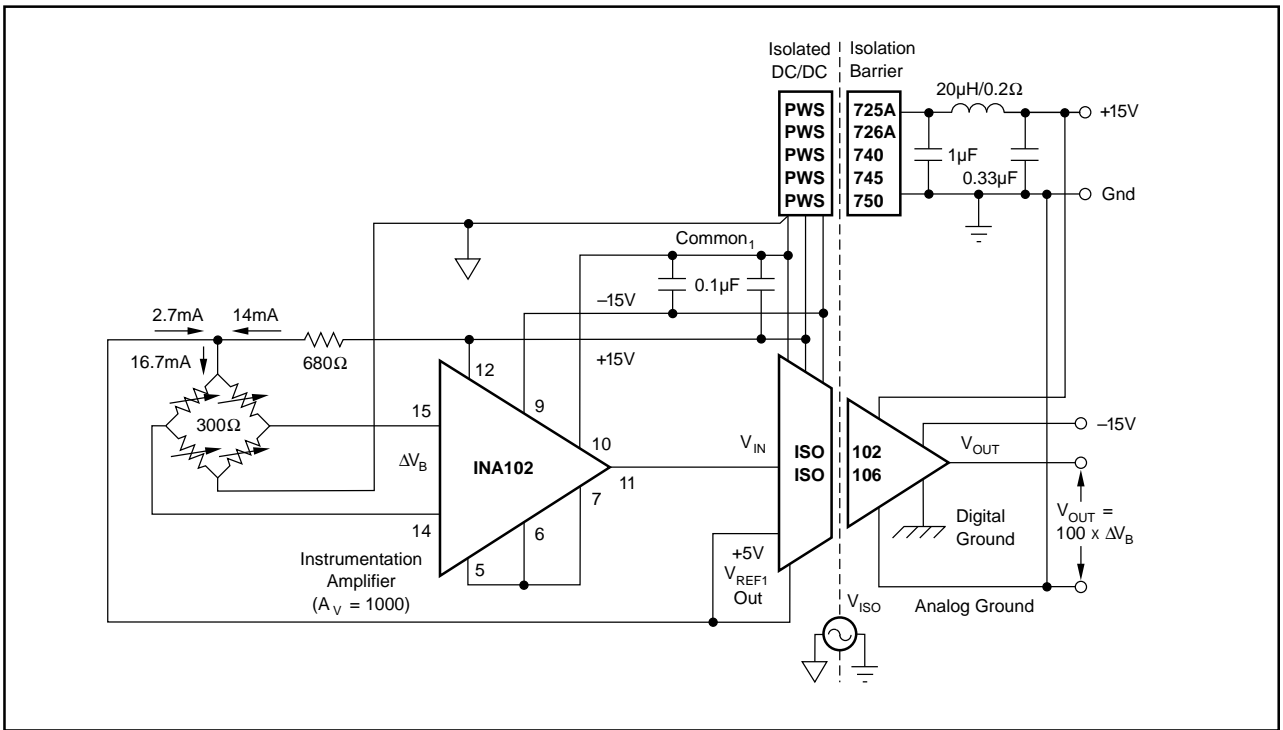 Isolated
DC/DC
Isolation
Barrier
20µH/0.2Ω
PWS 725A
PWS 726A
PWS 740
PWS 745
PWS 750
1µF
0.33µF
+15V
Gnd
Common1
0.1µF
–15V
2.7mA
14mA
16.7mA
680Ω
+15V
12
300Ω
15
9
10
ΔVB
INA102
11
7
14
6
5
Instrumentation
Amplifier
(AV = 1000)
VIN
ISO 102
ISO 106
–15V
VOUT
+5V
VREF1
Out
Digital
Ground
VOUT =
100 x ΔVB
VISO
Analog Ground